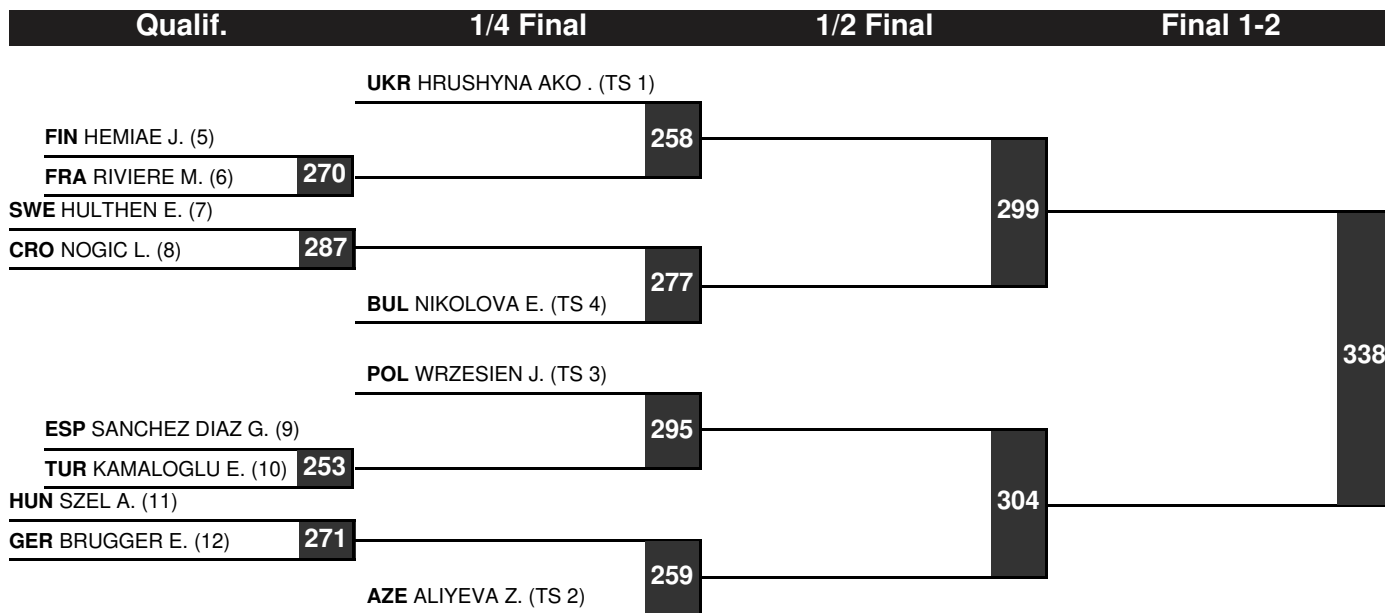 Qualif. 1/4 Final 1/2 Final Final 1-2
UKR HRUSHYNA AKO . (TS 1)
258
FIN HEMIAE J. (5)
FRA RIVIERE M. (6) 270
299
SWE HULTHEN E. (7)
CRO NOGIC L. (8) 287
277
BUL NIKOLOVA E. (TS 4)
338
POL WRZESIEN J. (TS 3)
295
ESP SANCHEZ DIAZ G. (9)
TUR KAMALOGLU E. (10) 253
304
HUN SZEL A. (11)
GER BRUGGER E. (12) 271
259
AZE ALIYEVA Z. (TS 2)